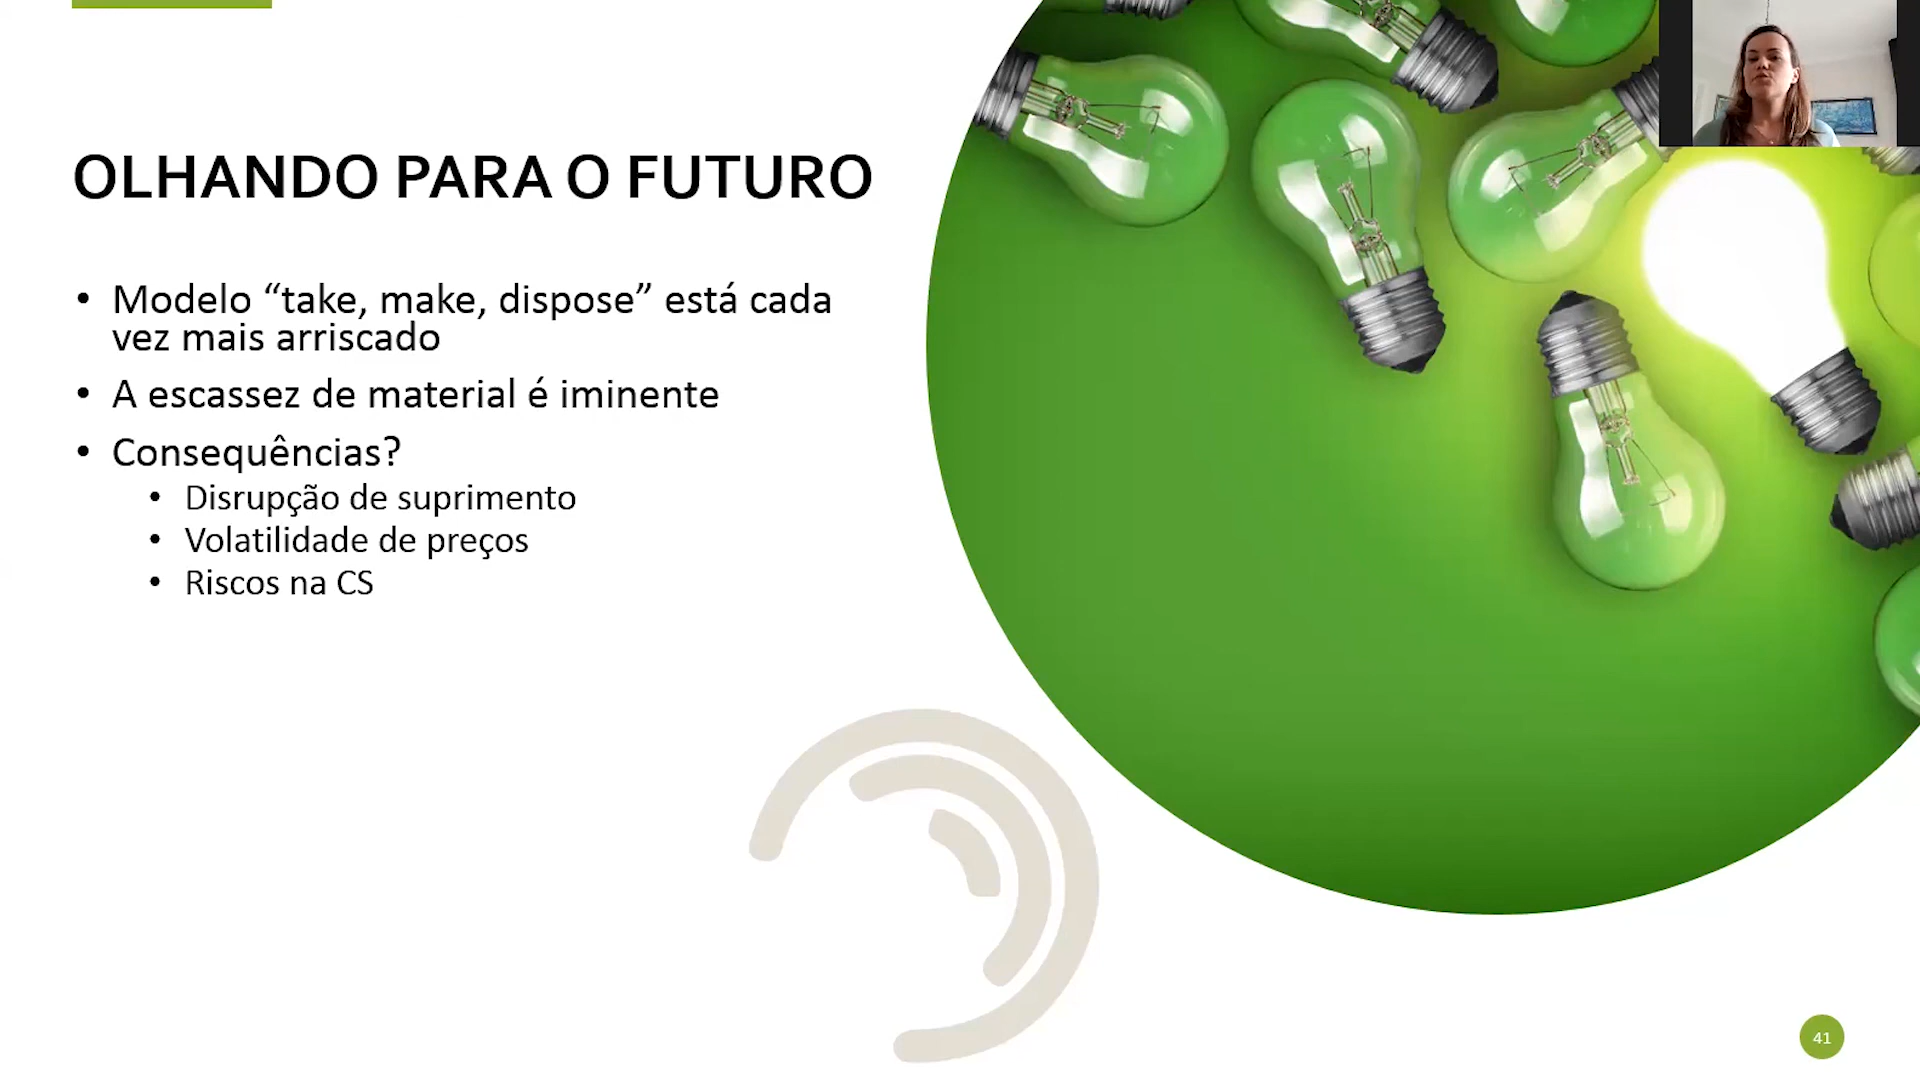 OLHANDO PARA O FUTURO
• Modelo “take, make, dispose” está cada
vez mais arriscado
• A escassez de material é iminente
• Consequências?
• Disrupção de suprimento
• Volatilidade de preços
• Riscos na CS
41